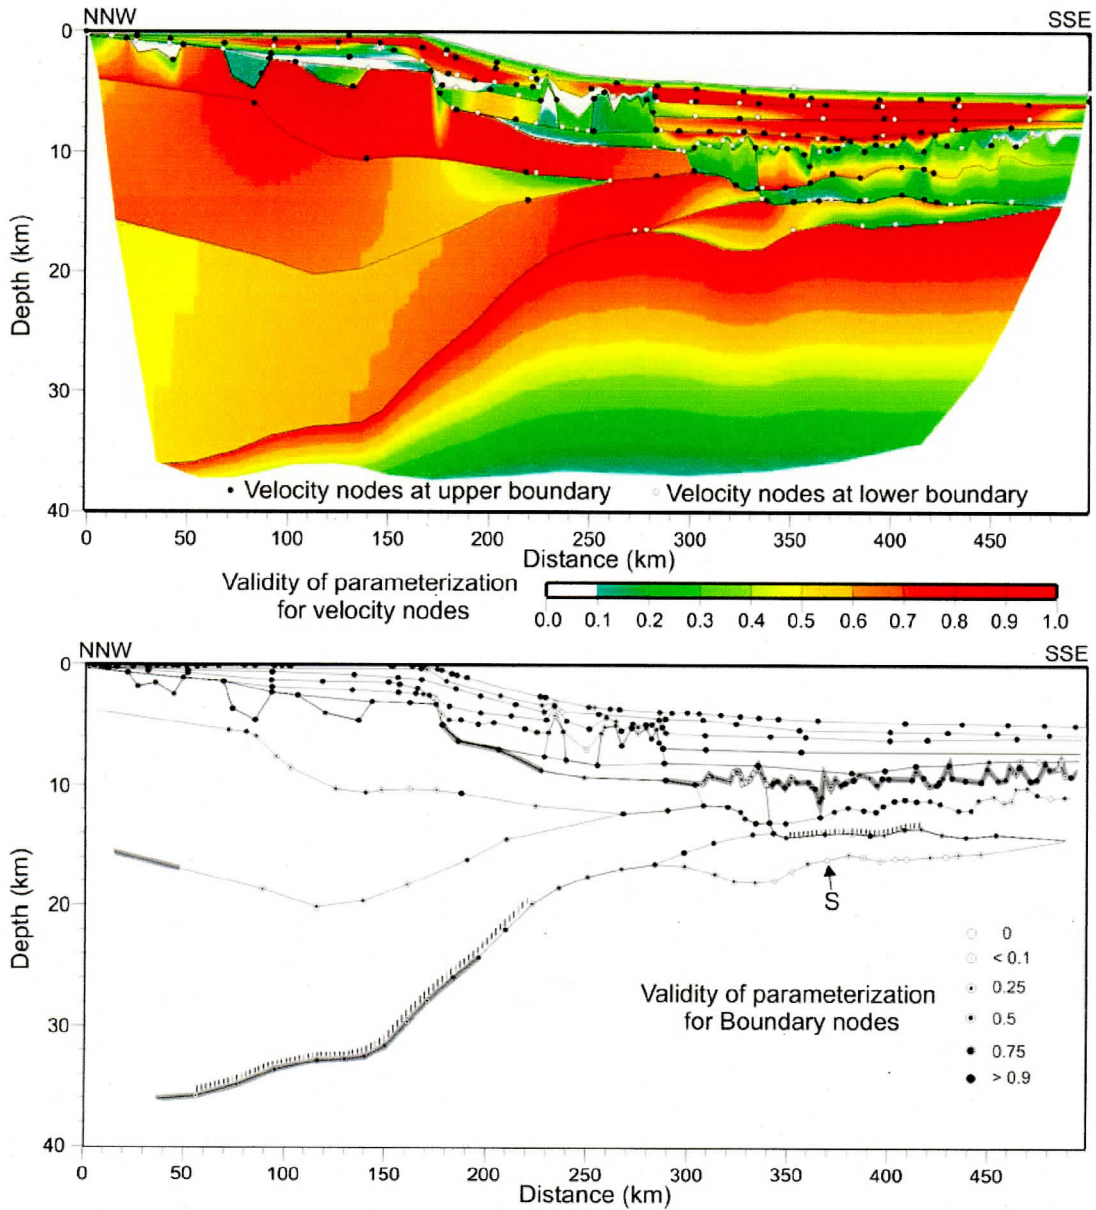 NNW SSE
0
10
20
30
40
Depth (km)
• Velocity nodes at upper boundary ○ Velocity nodes at lower boundary
0 50 100 150 200 250 300 350 400 450
Distance (km)
Validity of parameterization
for velocity nodes
0.0 0.1 0.2 0.3 0.4 0.5 0.6 0.7 0.8 0.9 1.0
NNW SSE
0
10
20
30
40
Depth (km)
S
Validity of parameterization
for Boundary nodes
0
< 0.1
0.25
0.5
0.75
> 0.9
0 50 100 150 200 250 300 350 400 450
Distance (km)